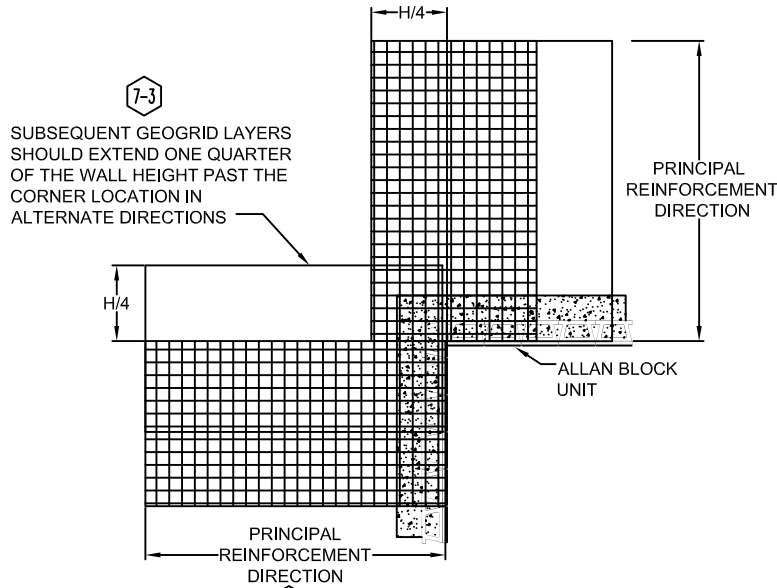 H/4
7-3
SUBSEQUENT GEOGRID LAYERS
SHOULD EXTEND ONE QUARTER
OF THE WALL HEIGHT PAST THE
CORNER LOCATION IN
ALTERNATE DIRECTIONS
PRINCIPAL
REINFORCEMENT
DIRECTION
H/4
ALLAN BLOCK
UNIT
PRINCIPAL
REINFORCEMENT
DIRECTION